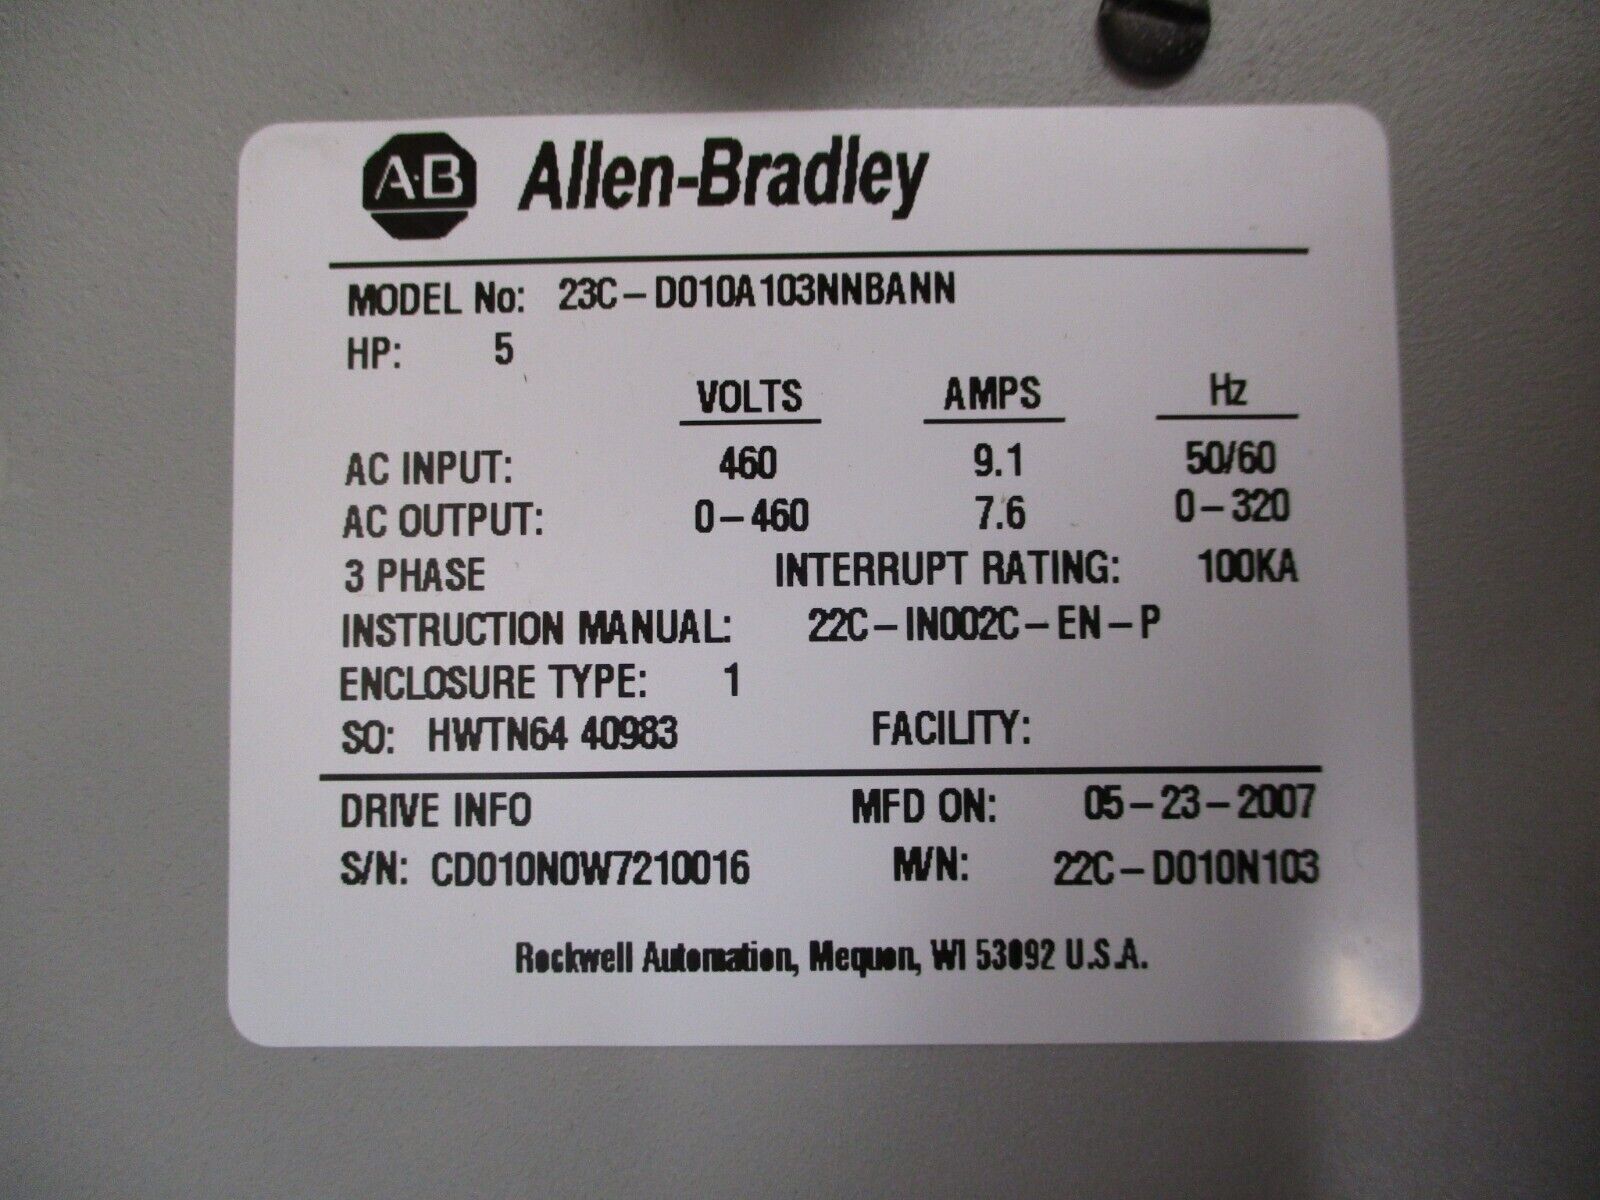 A·B Allen-Bradley
MODEL No: 23C-D010A103NNBANN
HP: 5
VOLTS AMPS Hz
AC INPUT: 460 9.1 50/60
AC OUTPUT: 0-460 7.6 0-320
3 PHASE INTERRUPT RATING: 100KA
INSTRUCTION MANUAL: 22C-IN002C-EN-P
ENCLOSURE TYPE: 1
SO: HWTN64 40983 FACILITY:
DRIVE INFO MFD ON: 05-23-2007
S/N: CD010N0W7210016 M/N: 22C-D010N103
Rockwell Automation, Mequon, WI 53092 U.S.A.